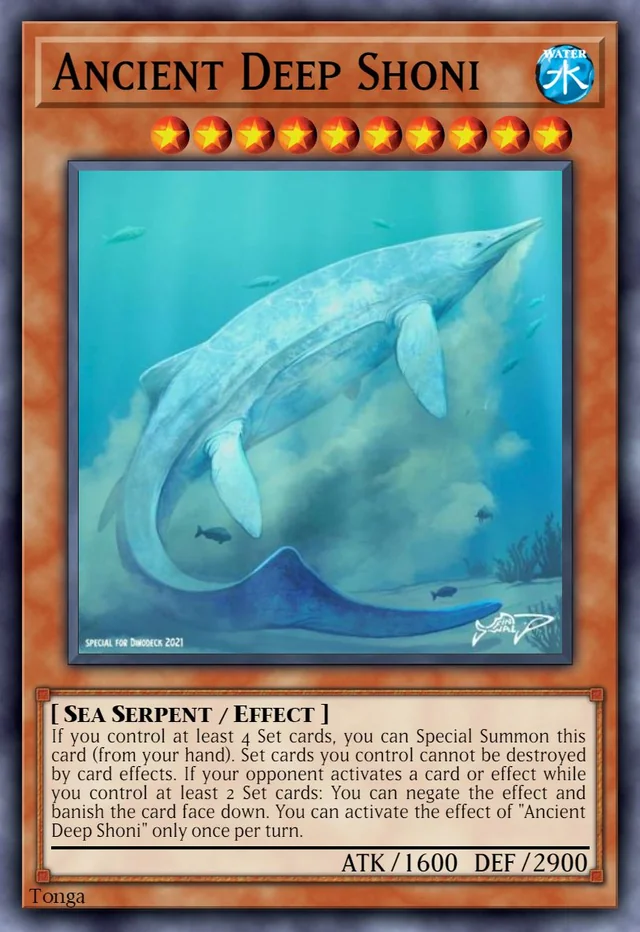 Ancient Deep Shoni
WATER
水
SPECIAL FOR DINODECK 2021
[ Sea Serpent / Effect ]
If you control at least 4 Set cards, you can Special Summon this
card (from your hand). Set cards you control cannot be destroyed
by card effects. If your opponent activates a card or effect while
you control at least 2 Set cards: You can negate the effect and
banish the card face down. You can activate the effect of "Ancient
Deep Shoni" only once per turn.
ATK/1600 DEF/2900
Tonga